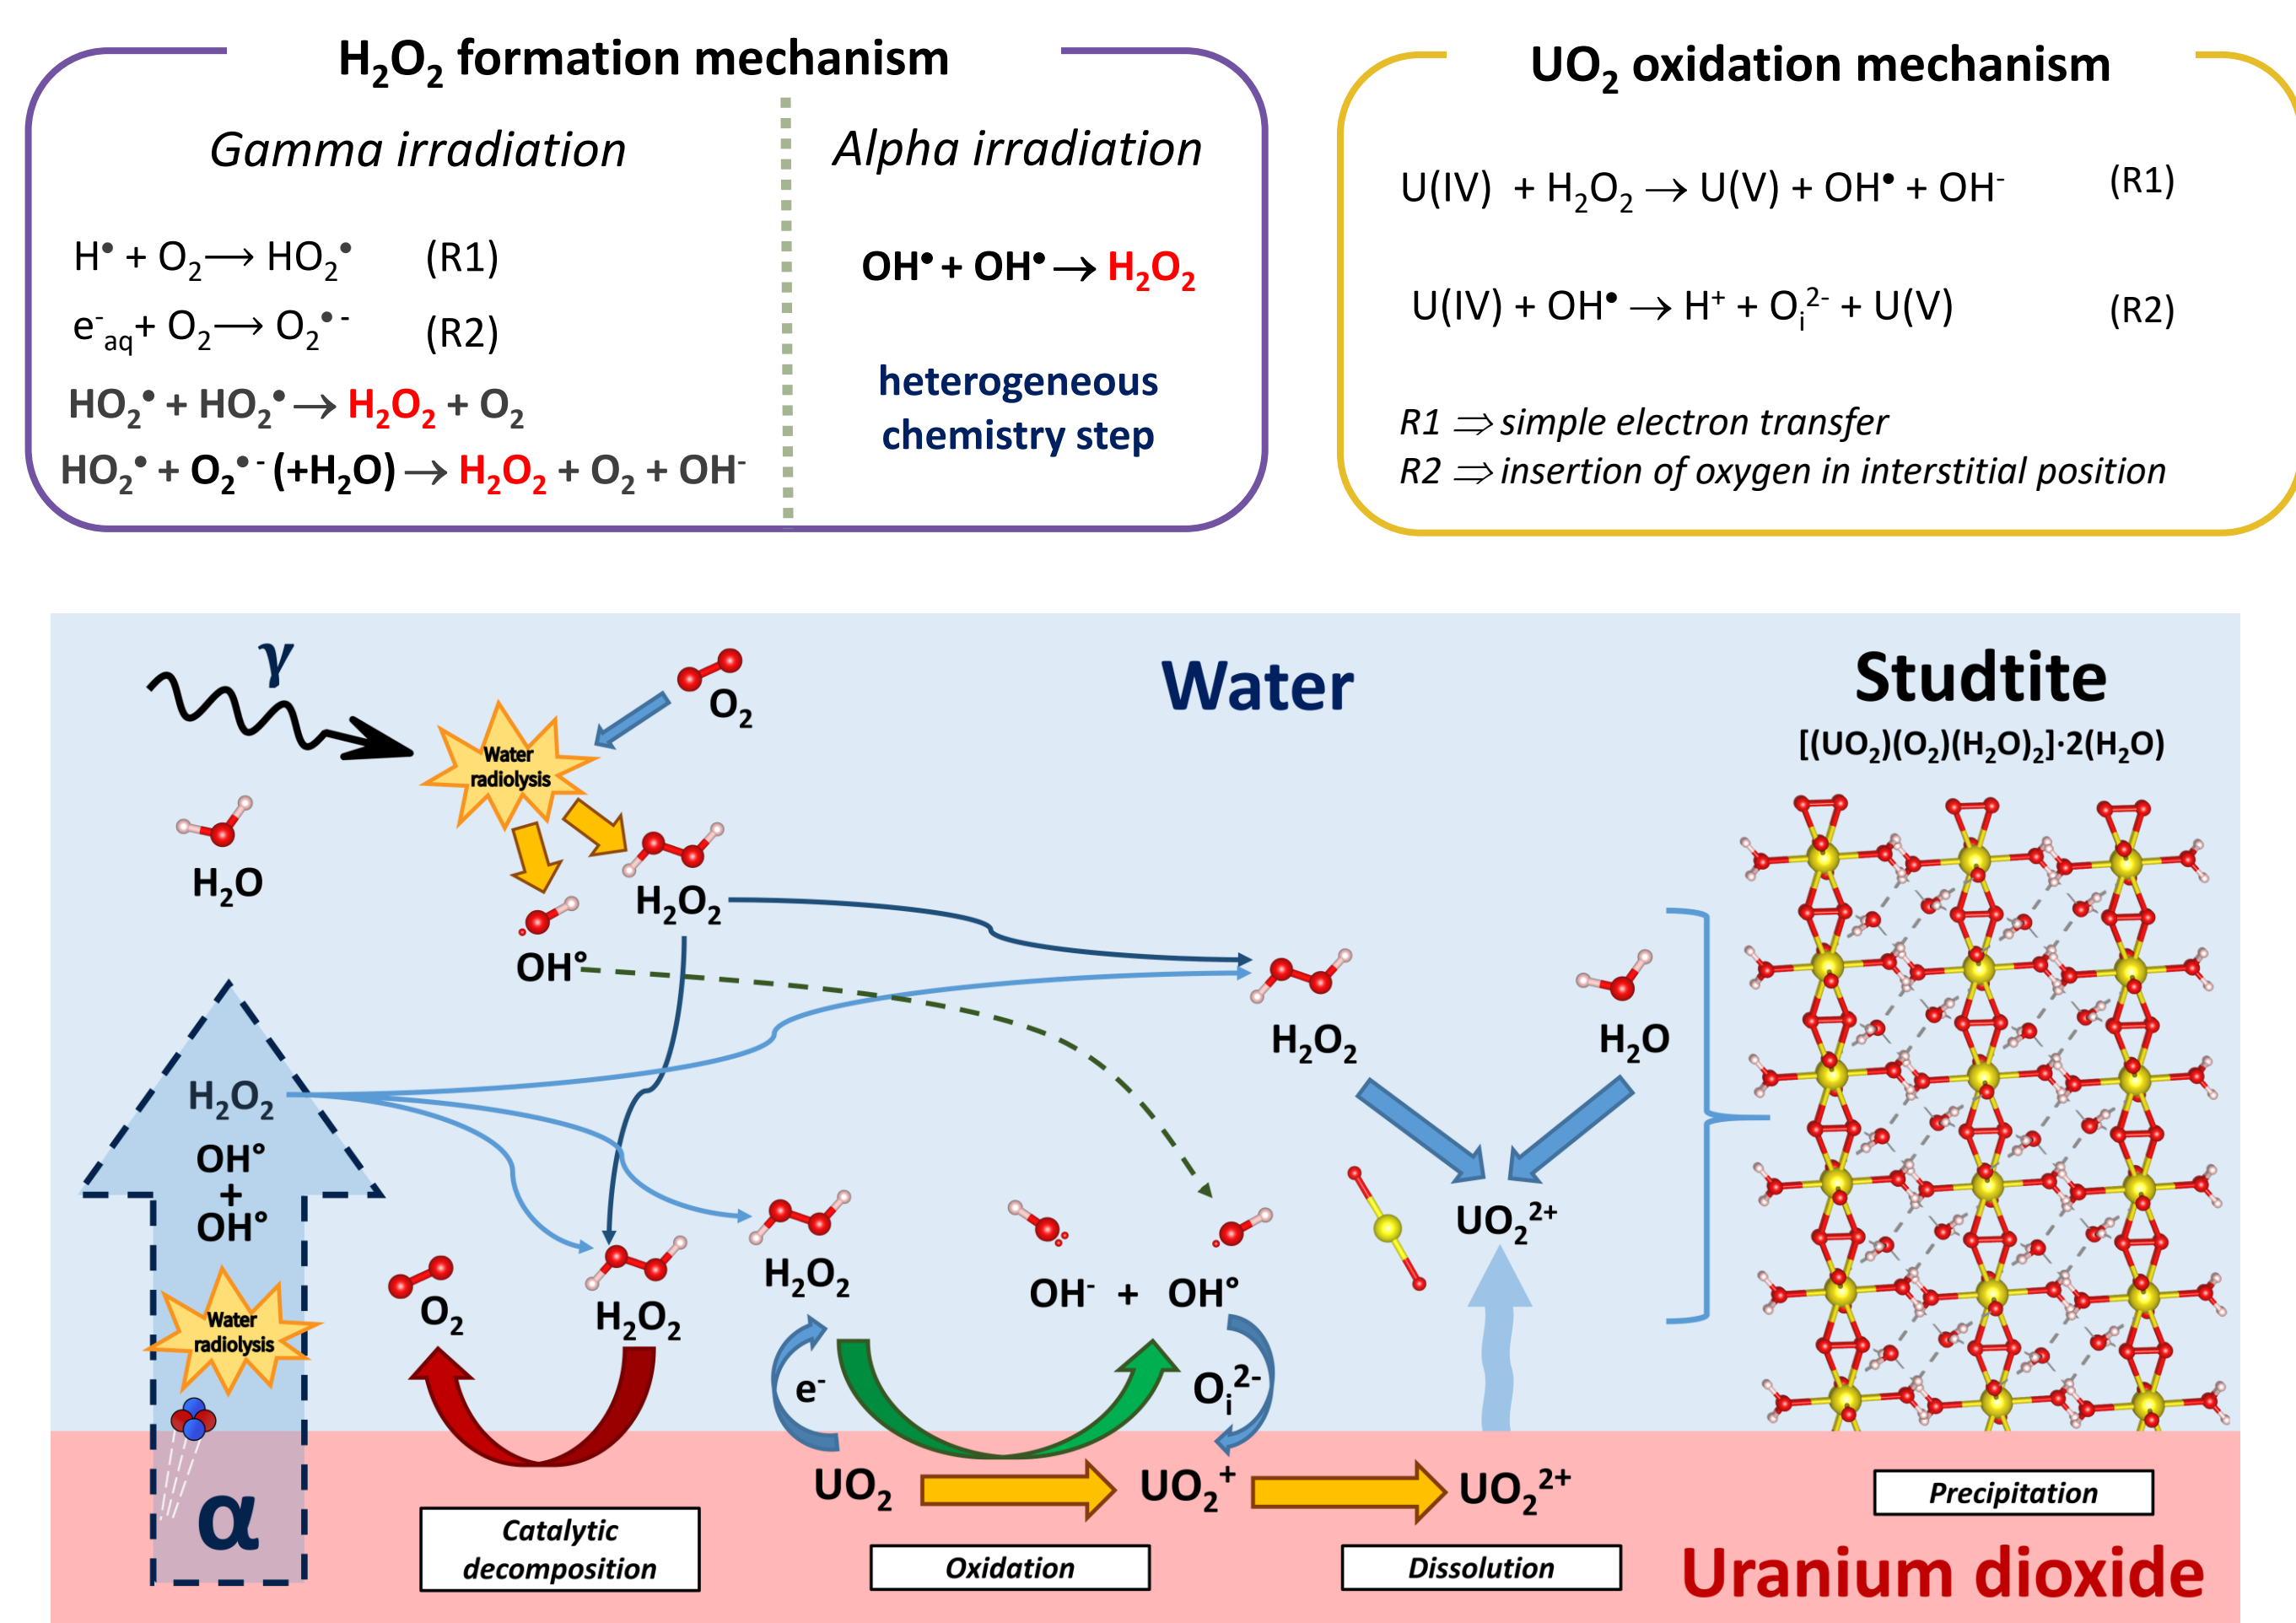 H₂O₂ formation mechanism
Gamma irradiation
H• + O₂ ⟶ HO₂• (R1)
e⁻aq + O₂ ⟶ O₂•⁻ (R2)
HO₂• + HO₂• → H₂O₂ + O₂
HO₂• + O₂•⁻ (+H₂O) → H₂O₂ + O₂ + OH⁻
Alpha irradiation
OH• + OH• → H₂O₂
heterogeneous
chemistry step
UO₂ oxidation mechanism
U(IV) + H₂O₂ → U(V) + OH• + OH⁻ (R1)
U(IV) + OH• → H⁺ + Oᵢ²⁻ + U(V) (R2)
R1 ⇒ simple electron transfer
R2 ⇒ insertion of oxygen in interstitial position
γ
O₂
Water
radiolysis
H₂O
H₂O₂
OH°
Water
Studtite
[(UO₂)(O₂)(H₂O)₂]·2(H₂O)
H₂O₂
H₂O
UO₂²⁺
H₂O₂
OH°
+
OH°
Water
radiolysis
α
O₂
H₂O₂
H₂O₂
OH⁻ + OH°
e⁻
Oᵢ²⁻
UO₂
UO₂⁺
UO₂²⁺
Catalytic
decomposition
Oxidation
Dissolution
Precipitation
Uranium dioxide